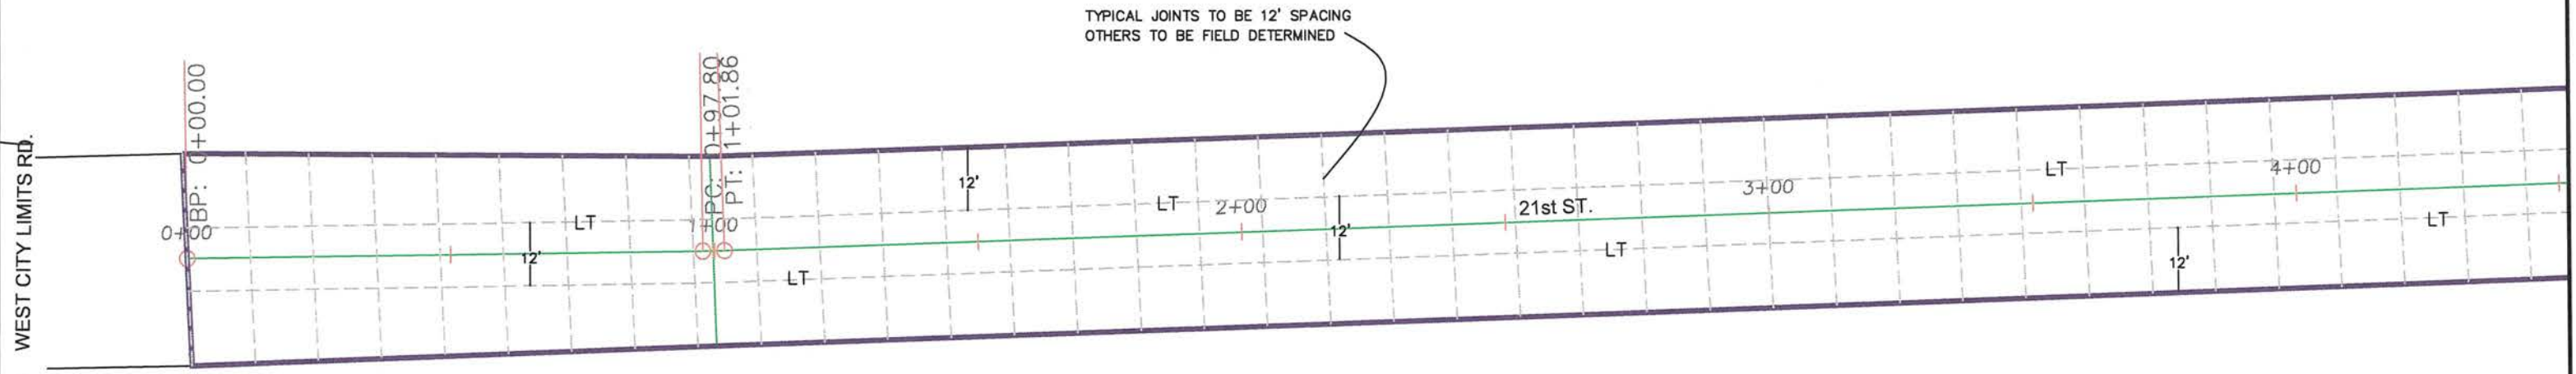 TYPICAL JOINTS TO BE 12' SPACING
OTHERS TO BE FIELD DETERMINED
WEST CITY LIMITS RD.
BP: 0+00.00
PC: 0+97.80
PT: 1+01.86
0+00
1+00
2+00
3+00
4+00
21st ST.
LT
LT
LT
LT
LT
LT
12'
12'
12'
12'